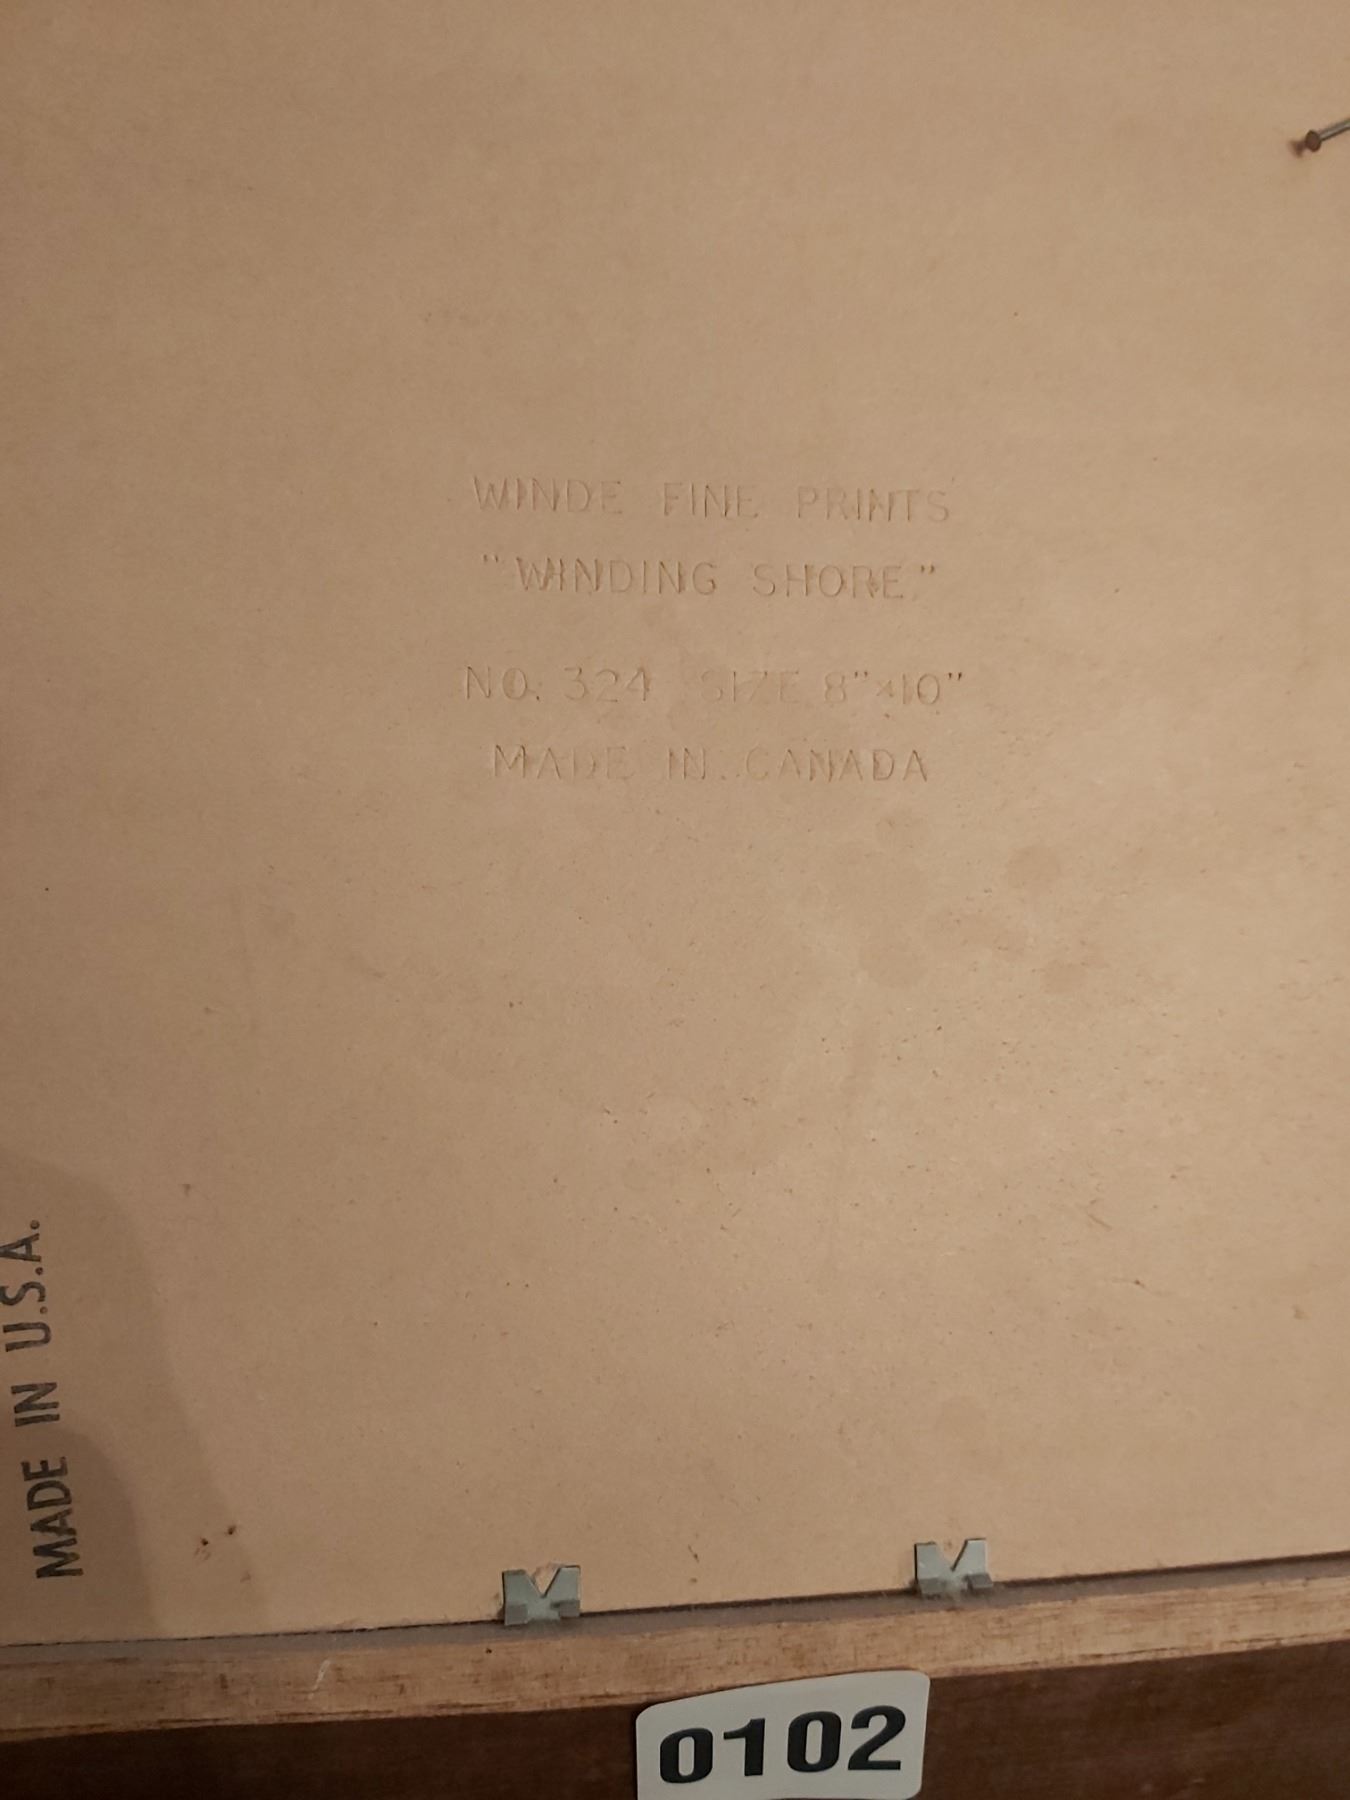 WINDE FINE PRINTS
"WINDING SHORE"
NO. 324 SIZE 8"x10"
MADE IN CANADA
MADE IN U.S.A.
0102